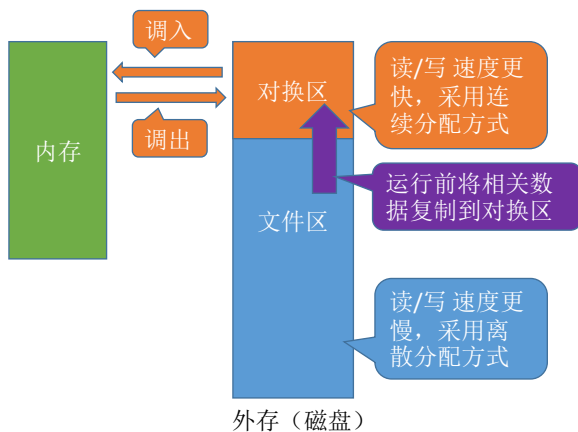 调入
调出
内存
对换区
文件区
读/写 速度更
快，采用连
续分配方式
运行前将相关数
据复制到对换区
读/写 速度更
慢，采用离
散分配方式
外存（磁盘）